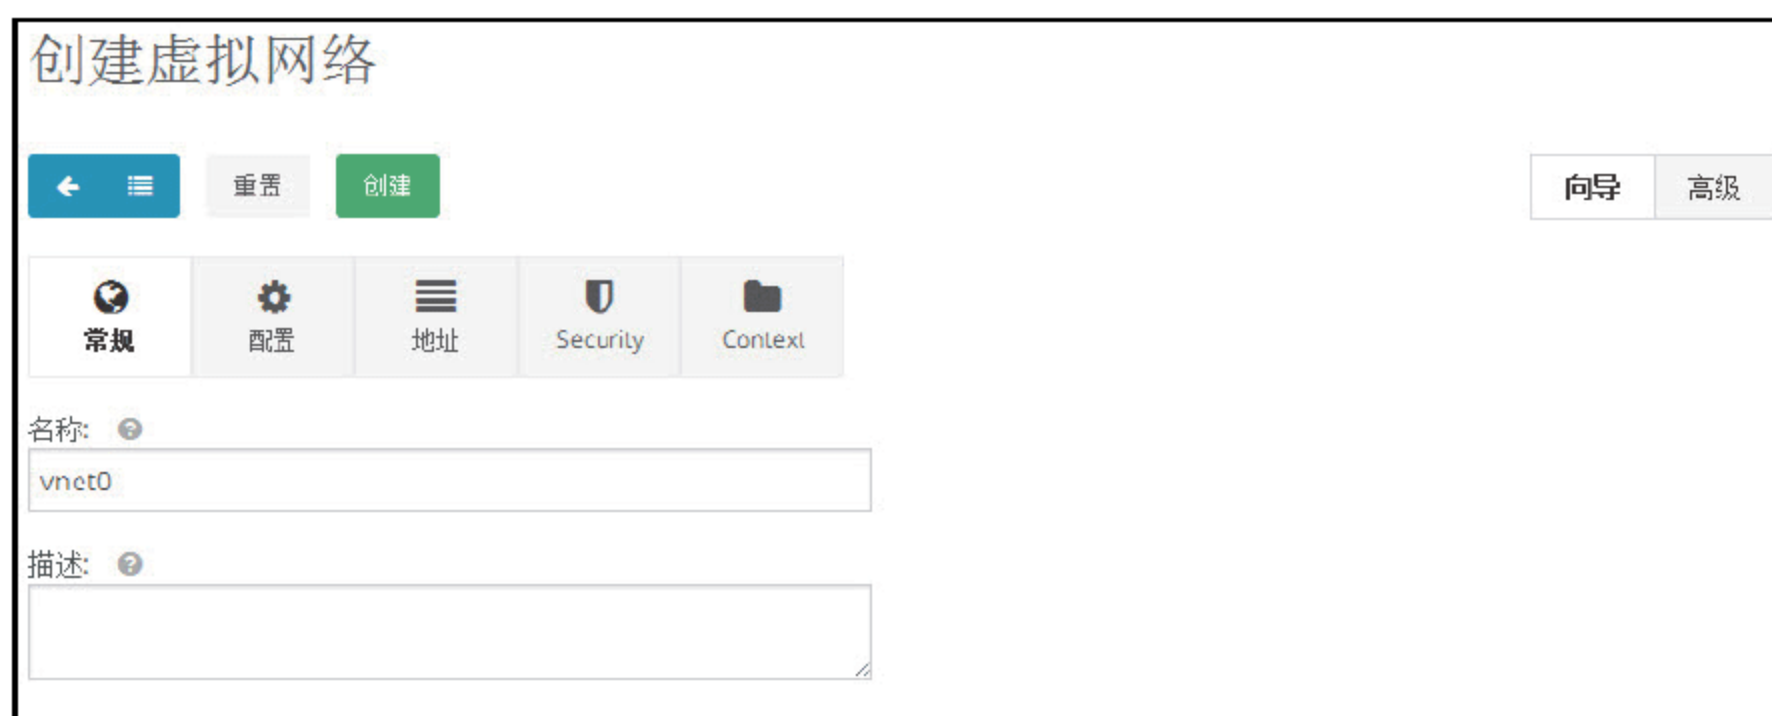 创建虚拟网络
重置 创建 向导 高级
常规 配置 地址 Security Context
名称:
vnet0
描述: